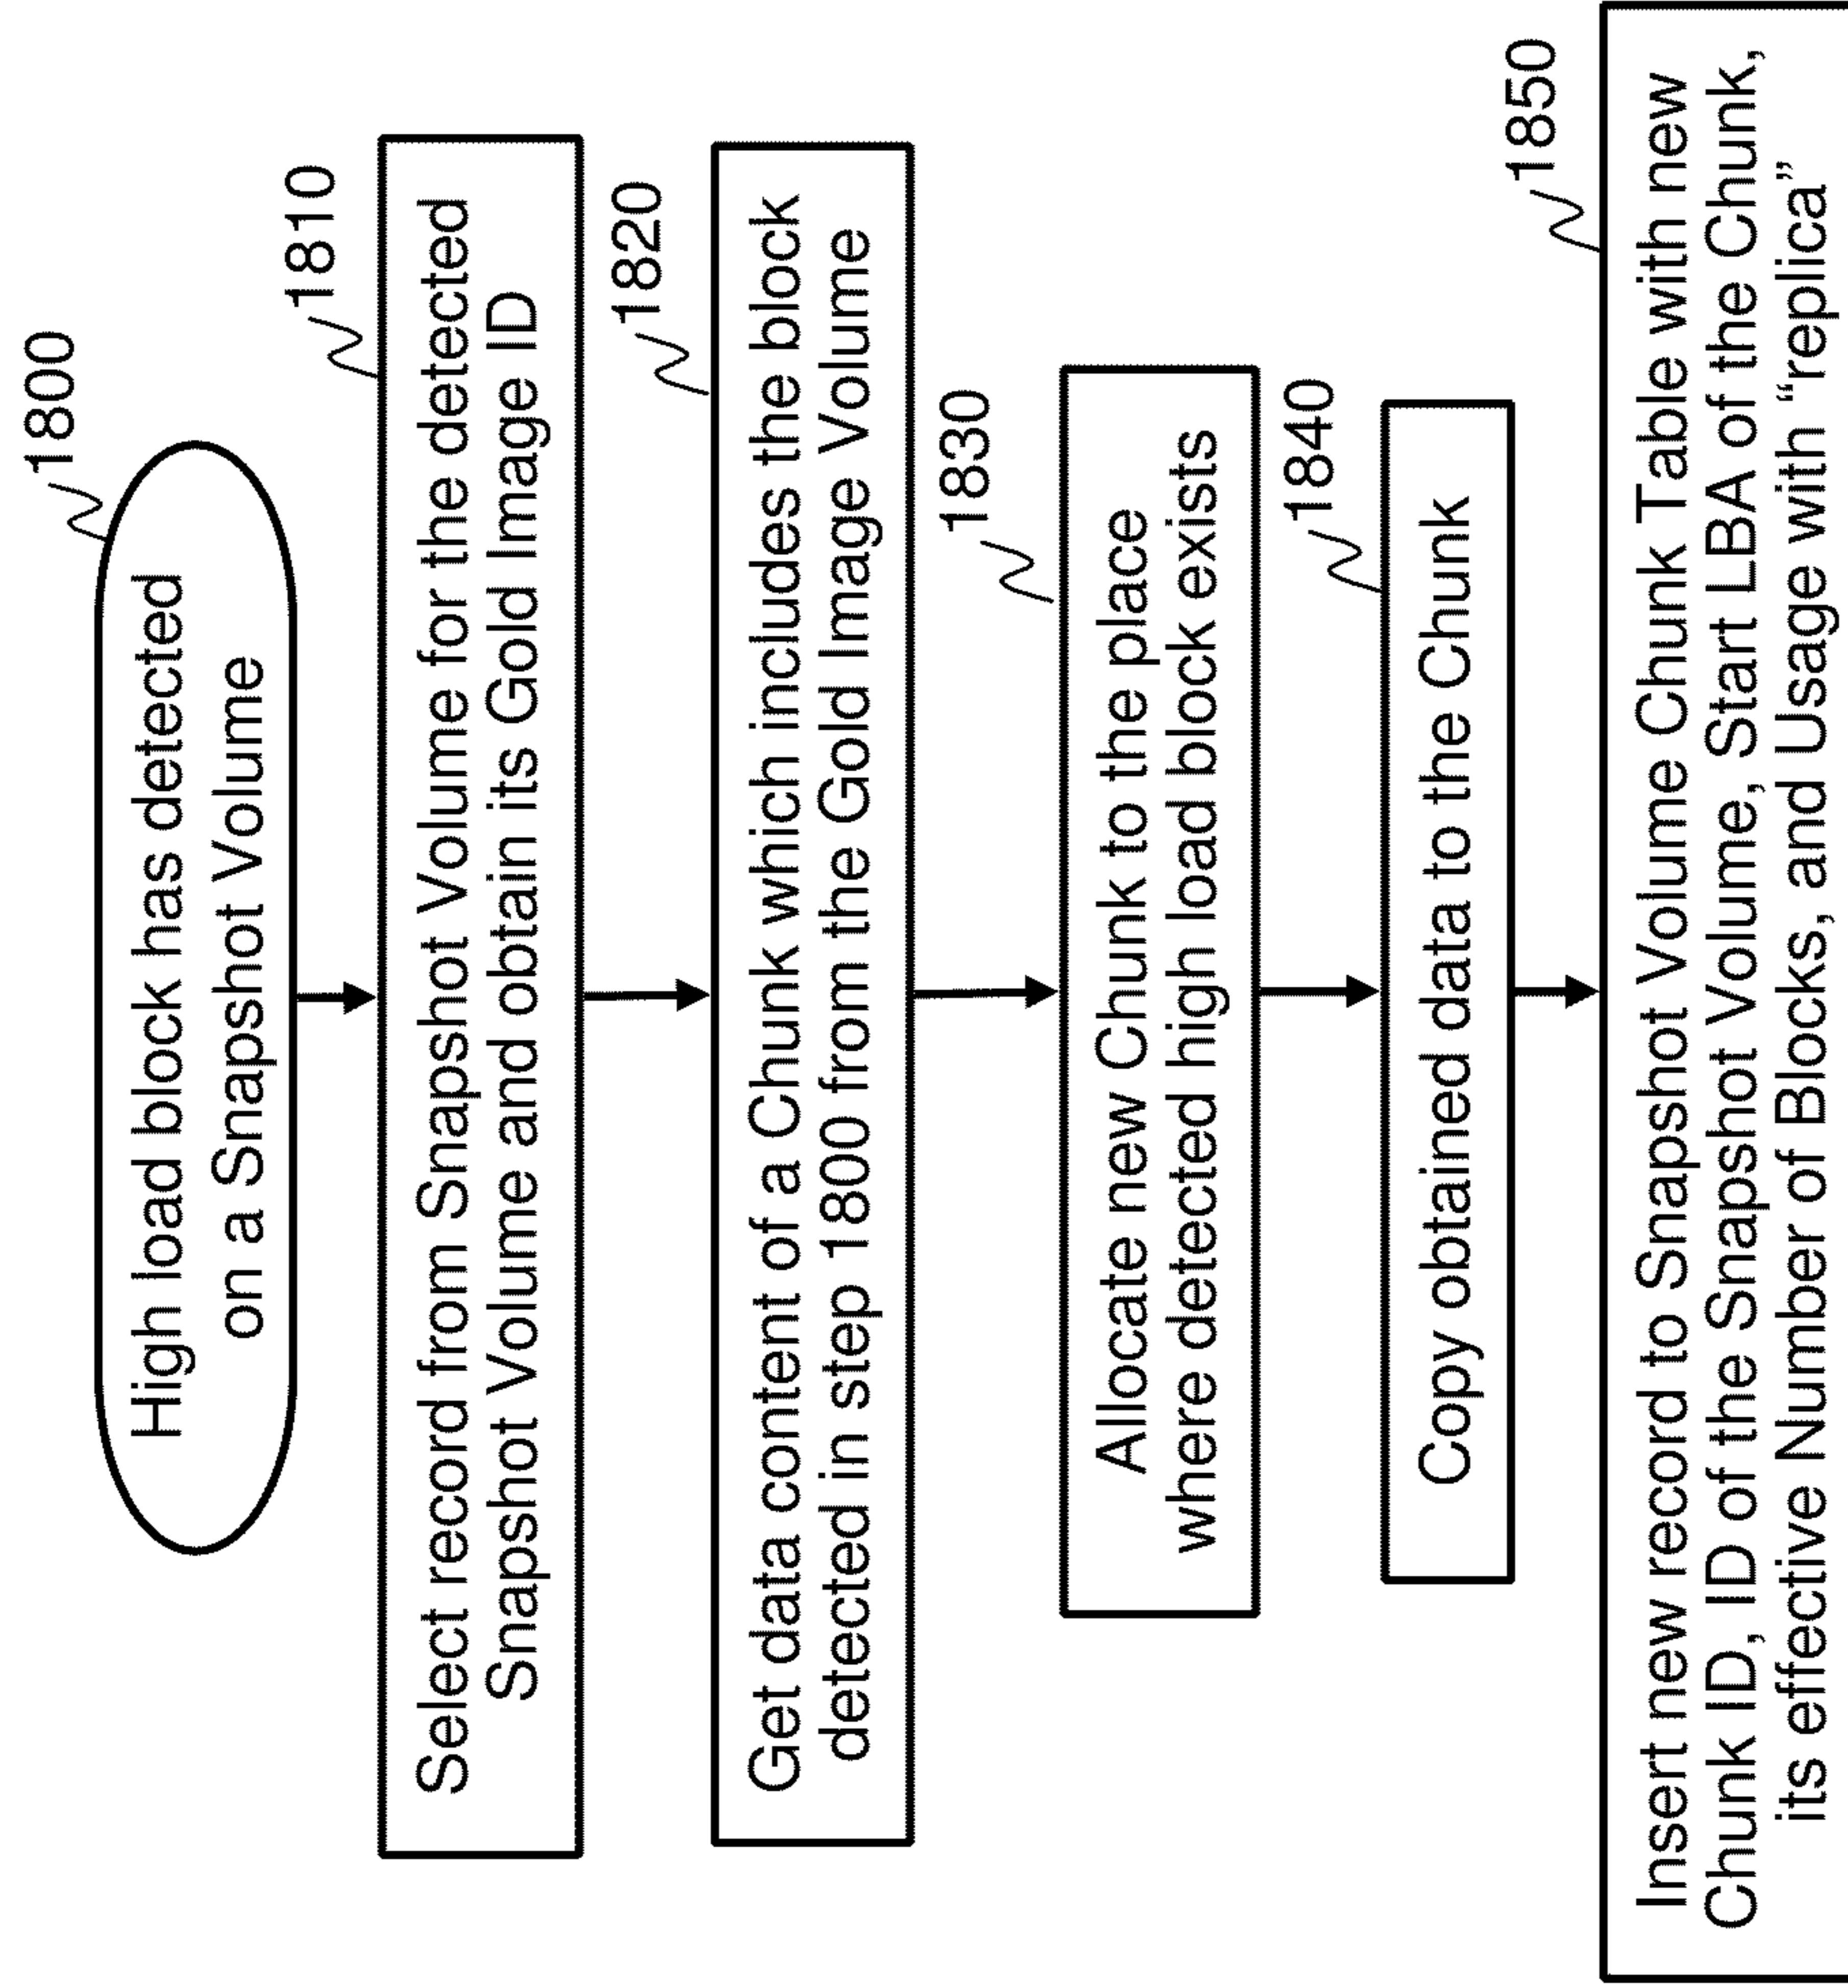 1800
High load block has detected
on a Snapshot Volume
1810
Select record from Snapshot Volume for the detected
Snapshot Volume and obtain its Gold Image ID
1820
Get data content of a Chunk which includes the block
detected in step 1800 from the Gold Image Volume
1830
Allocate new Chunk to the place
where detected high load block exists
1840
Copy obtained data to the Chunk
1850
Insert new record to Snapshot Volume Chunk Table with new
Chunk ID, ID of the Snapshot Volume, Start LBA of the Chunk,
its effective Number of Blocks, and Usage with “replica”